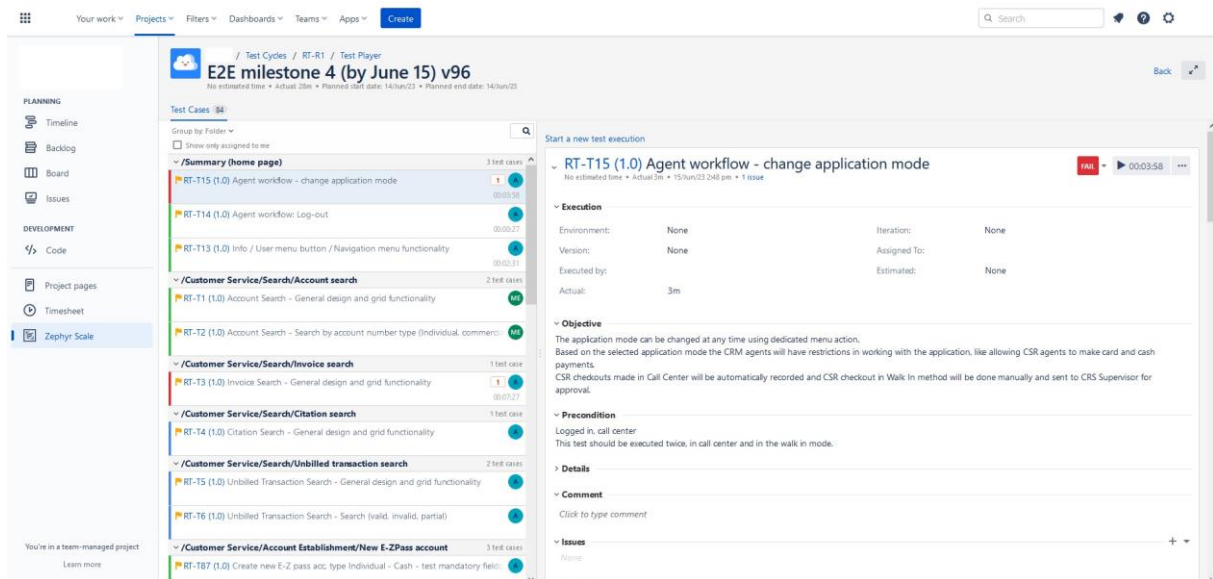 Your work
Projects
Filters
Dashboards
Teams
Apps
Create
Search
/ Test Cycles / RT-R1 / Test Player
E2E milestone 4 (by June 15) v96
No estimated time • Actual 28m • Planned start date: 14/Jun/23 • Planned end date: 14/Jun/23
Back
PLANNING
Timeline
Backlog
Board
Issues
DEVELOPMENT
Code
Project pages
Timesheet
Zephyr Scale
You're in a team-managed project
Learn more
Test Cases 84
Group by: Folder
Show only assigned to me
/Summary (home page) 3 test cases
RT-T15 (1.0) Agent workflow - change application mode 1 A
00:03:58
RT-T14 (1.0) Agent workflow: Log-out A
00:00:27
RT-T13 (1.0) Info / User menu button / Navigation menu functionality A
00:02:31
/Customer Service/Search/Account search 2 test cases
RT-T1 (1.0) Account Search - General design and grid functionality ME
RT-T2 (1.0) Account Search - Search by account number type (Individual, commerci ME
/Customer Service/Search/Invoice search 1 test case
RT-T3 (1.0) Invoice Search - General design and grid functionality 1 A
00:07:27
/Customer Service/Search/Citation search 1 test case
RT-T4 (1.0) Citation Search - General design and grid functionality A
/Customer Service/Search/Unbilled transaction search 2 test cases
RT-T5 (1.0) Unbilled Transaction Search - General design and grid functionality A
RT-T6 (1.0) Unbilled Transaction Search - Search (valid, invalid, partial) A
/Customer Service/Account Establishment/New E-ZPass account 3 test cases
RT-T87 (1.0) Create new E-Z pass acc, type Individual - Cash - test mandatory field A
Start a new test execution
RT-T15 (1.0) Agent workflow - change application mode
FAIL
00:03:58
No estimated time • Actual 3m • 15/Jun/23 2:48 pm • 1 issue
Execution
Environment: None Iteration: None
Version: None Assigned To:
Executed by: Estimated: None
Actual: 3m
Objective
The application mode can be changed at any time using dedicated menu action.
Based on the selected application mode the CRM agents will have restrictions in working with the application, like allowing CSR agents to make card and cash
payments.
CSR checkouts made in Call Center will be automatically recorded and CSR checkout in Walk In method will be done manually and sent to CRS Supervisor for
approval.
Precondition
Logged in, call center
This test should be executed twice, in call center and in the walk in mode.
Details
Comment
Click to type comment
Issues
None